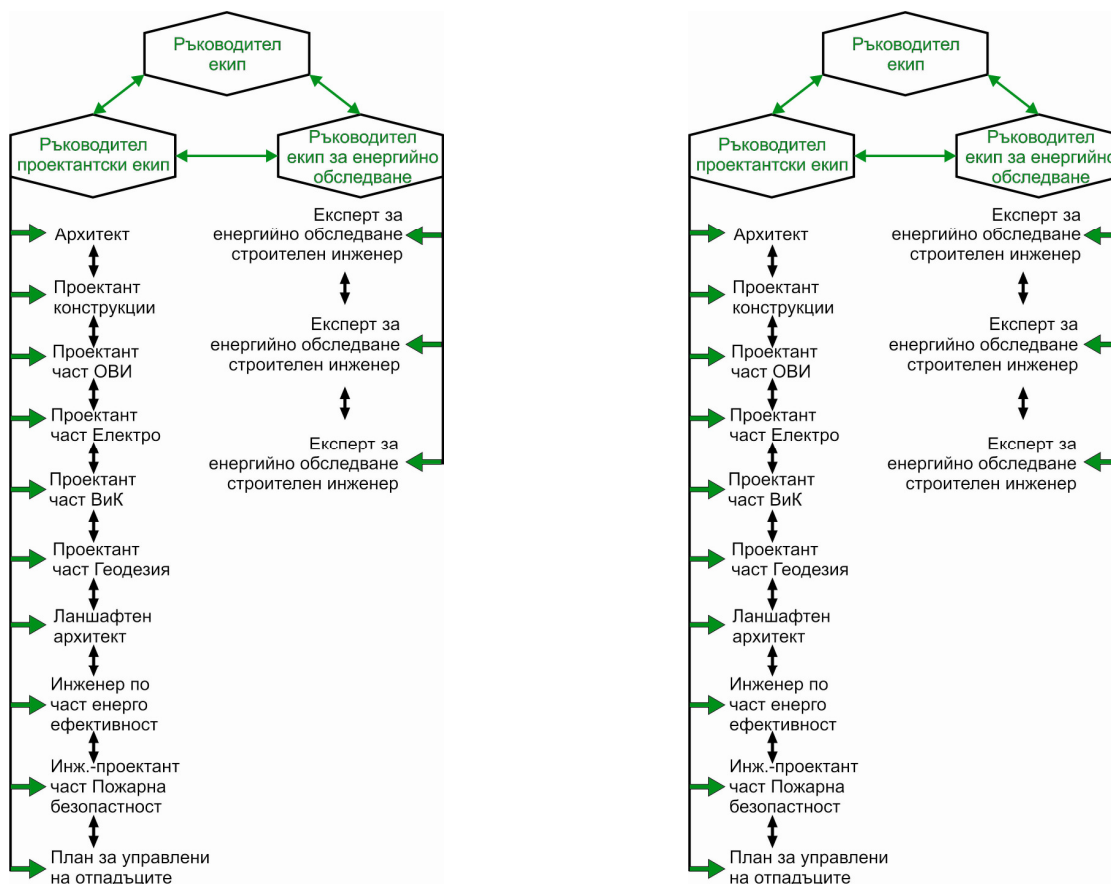 Ръководител
екип
Ръководител
проектантски екип
Ръководител
екип за енергийно
обследване
Архитект
Проектант
конструкции
Проектант
част ОВИ
Проектант
част Електро
Проектант
част ВиК
Проектант
част Геодезия
Ланшафтен
архитект
Инженер по
част енерго
ефективност
Инж.-проектант
част Пожарна
безопастност
План за управлени
на отпадъците
Експерт за
енергийно обследване
строителен инженер
Експерт за
енергийно обследване
строителен инженер
Експерт за
енергийно обследване
строителен инженер
Ръководител
екип
Ръководител
проектантски екип
Ръководител
екип за енергийно
обследване
Архитект
Проектант
конструкции
Проектант
част ОВИ
Проектант
част Електро
Проектант
част ВиК
Проектант
част Геодезия
Ланшафтен
архитект
Инженер по
част енерго
ефективност
Инж.-проектант
част Пожарна
безопастност
План за управлени
на отпадъците
Експерт за
енергийно обследване
строителен инженер
Експерт за
енергийно обследване
строителен инженер
Експерт за
енергийно обследване
строителен инженер